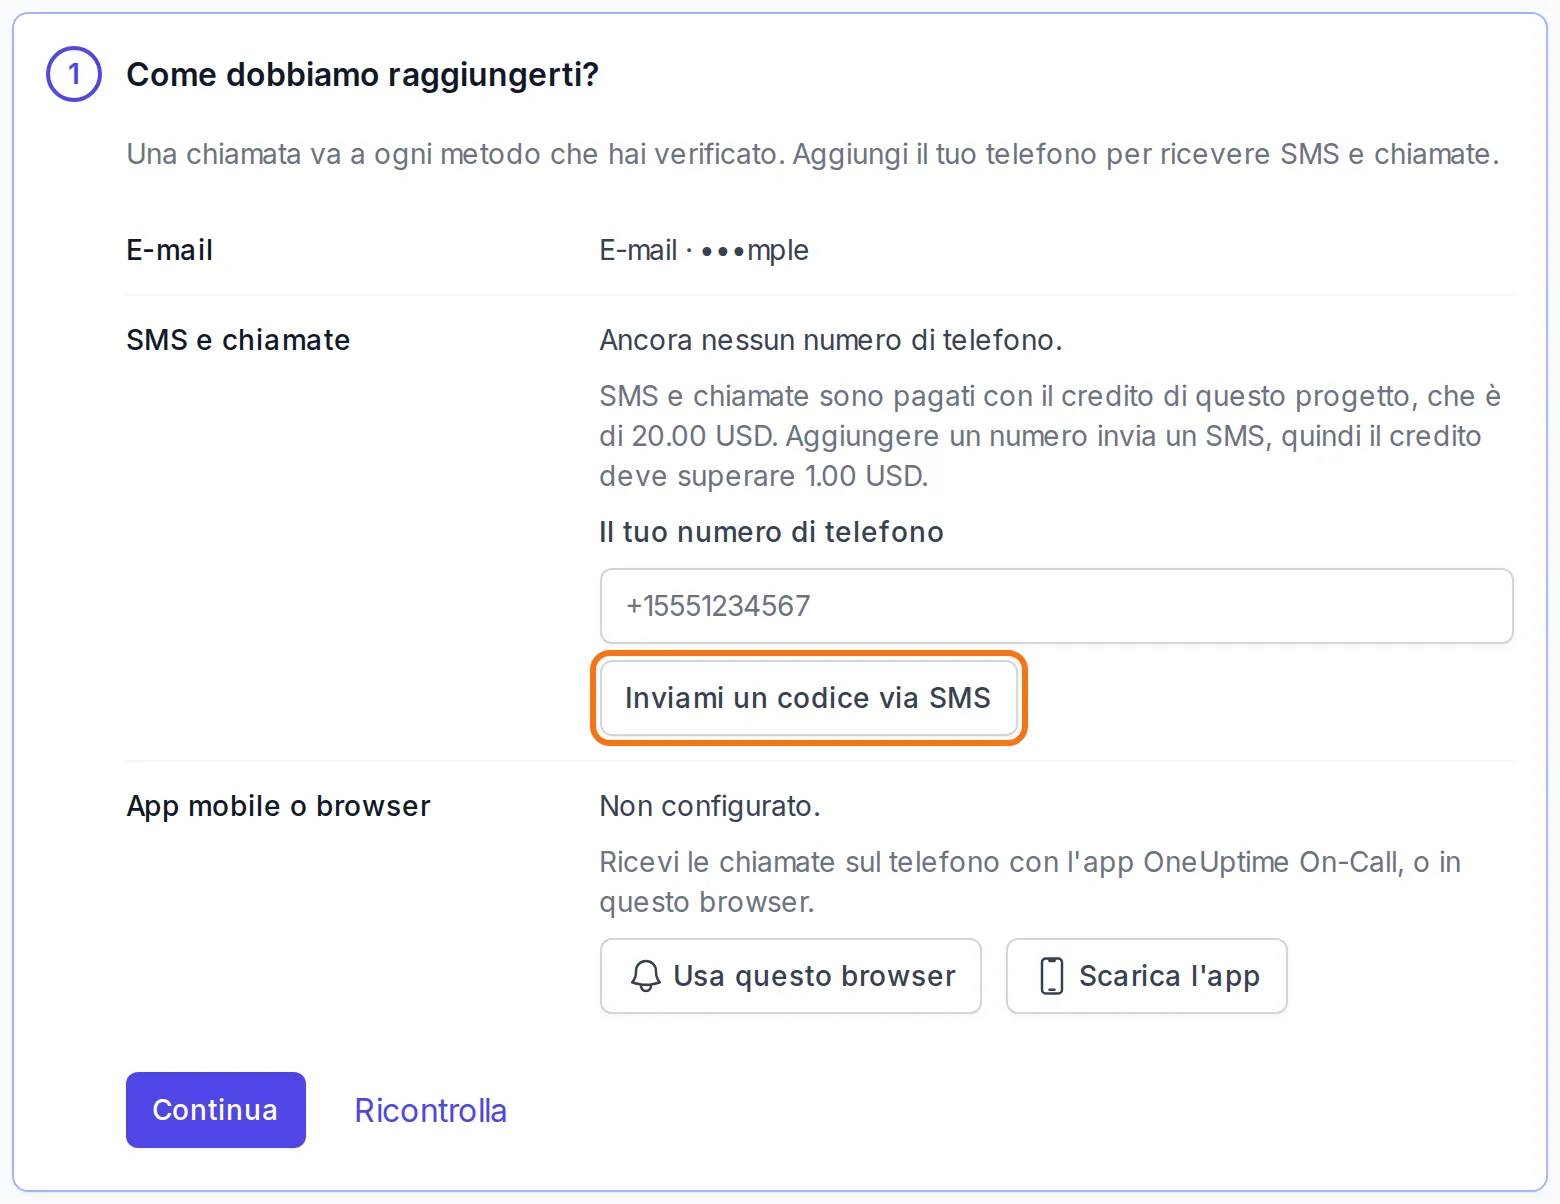 1
Come dobbiamo raggiungerti?
Una chiamata va a ogni metodo che hai verificato. Aggiungi il tuo telefono per ricevere SMS e chiamate.
E-mail
E-mail · •••mple
SMS e chiamate
Ancora nessun numero di telefono.
SMS e chiamate sono pagati con il credito di questo progetto, che è
di 20.00 USD. Aggiungere un numero invia un SMS, quindi il credito
deve superare 1.00 USD.
Il tuo numero di telefono
+15551234567
Inviami un codice via SMS
App mobile o browser
Non configurato.
Ricevi le chiamate sul telefono con l'app OneUptime On-Call, o in
questo browser.
Usa questo browser
Scarica l'app
Continua
Ricontrolla